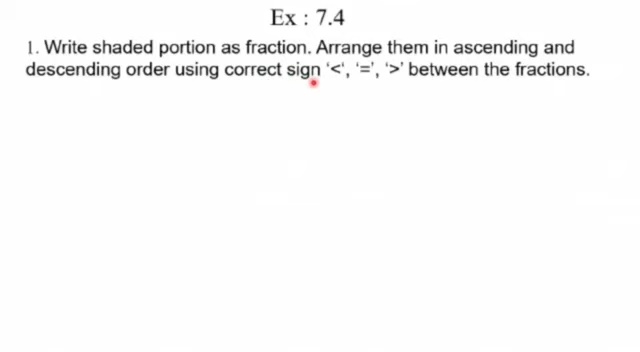 Ex : 7.4
1. Write shaded portion as fraction. Arrange them in ascending and
descending order using correct sign ‘<‘, ‘=’, ‘>’ between the fractions.